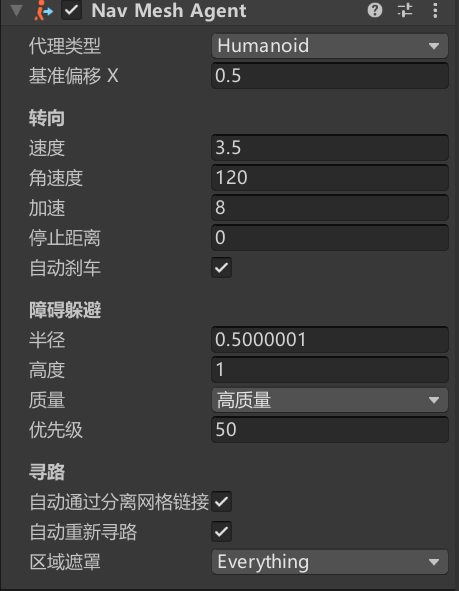 Nav Mesh Agent
代理类型 Humanoid
基准偏移 X 0.5
转向
速度 3.5
角速度 120
加速 8
停止距离 0
自动刹车
障碍躲避
半径 0.5000001
高度 1
质量 高质量
优先级 50
寻路
自动通过分离网格链接
自动重新寻路
区域遮罩 Everything